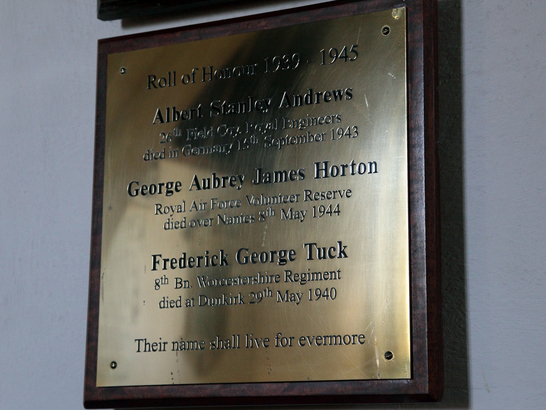 Roll of Honour 1939 - 1945
Albert Stanley Andrews
Field Coy. Royal Engineers
died in Germany September 1943
George Aubrey James Horton
Royal Air Force Volunteer Reserve
died over Nantes 8th May 1944
Frederick George Tuck
8th Bn. Worcestershire Regiment
died at Dunkirk 29th May 1940
Their name shall live for evermore